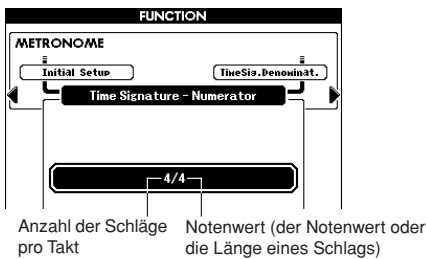 FUNCTION
METRONOME
Initial Setup
TimeSig.Denominat.
Time Signature - Numerator
4/4
Anzahl der Schläge pro Takt
Notenwert (der Notenwert oder die Länge eines Schlags)